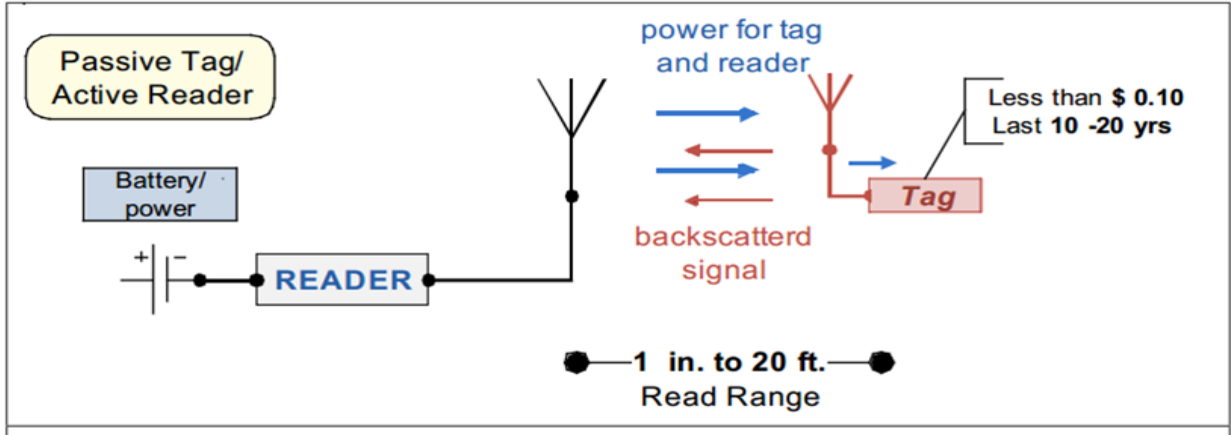 Passive Tag/
Active Reader
power for tag
and reader
Less than $ 0.10
Last 10 -20 yrs
Battery/
power
Tag
+ −
READER
backscatterd
signal
1 in. to 20 ft.
Read Range